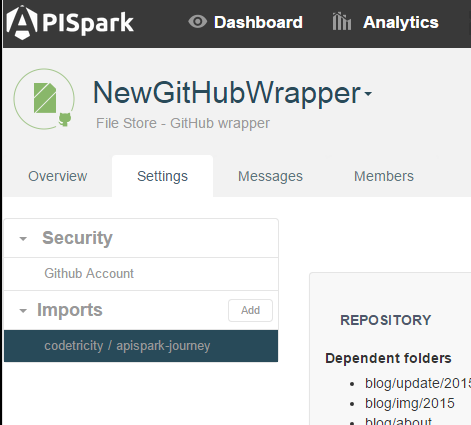 APISpark Dashboard Analytics
NewGitHubWrapper
File Store - GitHub wrapper
Overview Settings Messages Members
Security
Github Account
Imports Add
codetricity / apispark-journey
REPOSITORY
Dependent folders
blog/update/2015
blog/img/2015
blog/about